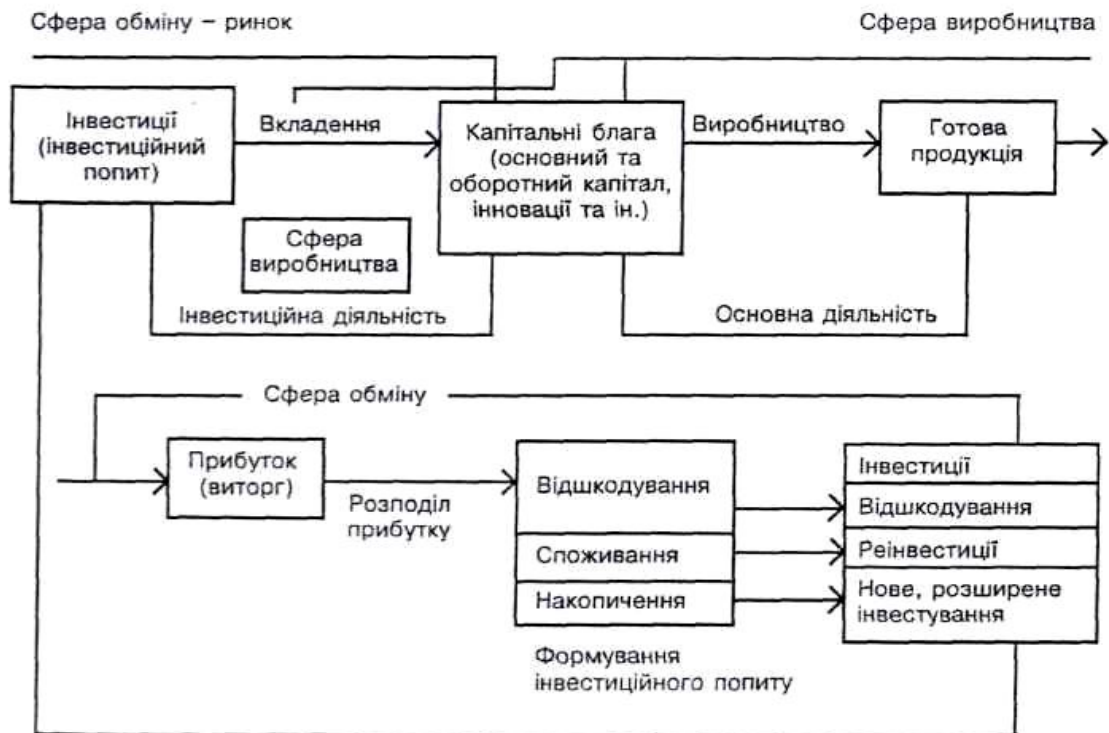 Сфера обміну – ринок
Сфера виробництва
Інвестиції
(інвестиційний
попит)
Вкладення
Капітальні блага
(основний та
оборотний капітал,
інновації та ін.)
Виробництво
Готова
продукція
Сфера
виробництва
Інвестиційна діяльність
Основна діяльність
Сфера обміну
Прибуток
(виторг)
Розподіл
прибутку
Відшкодування
Споживання
Накопичення
Інвестиції
Відшкодування
Реінвестиції
Нове, розширене
інвестування
Формування
інвестиційного попиту